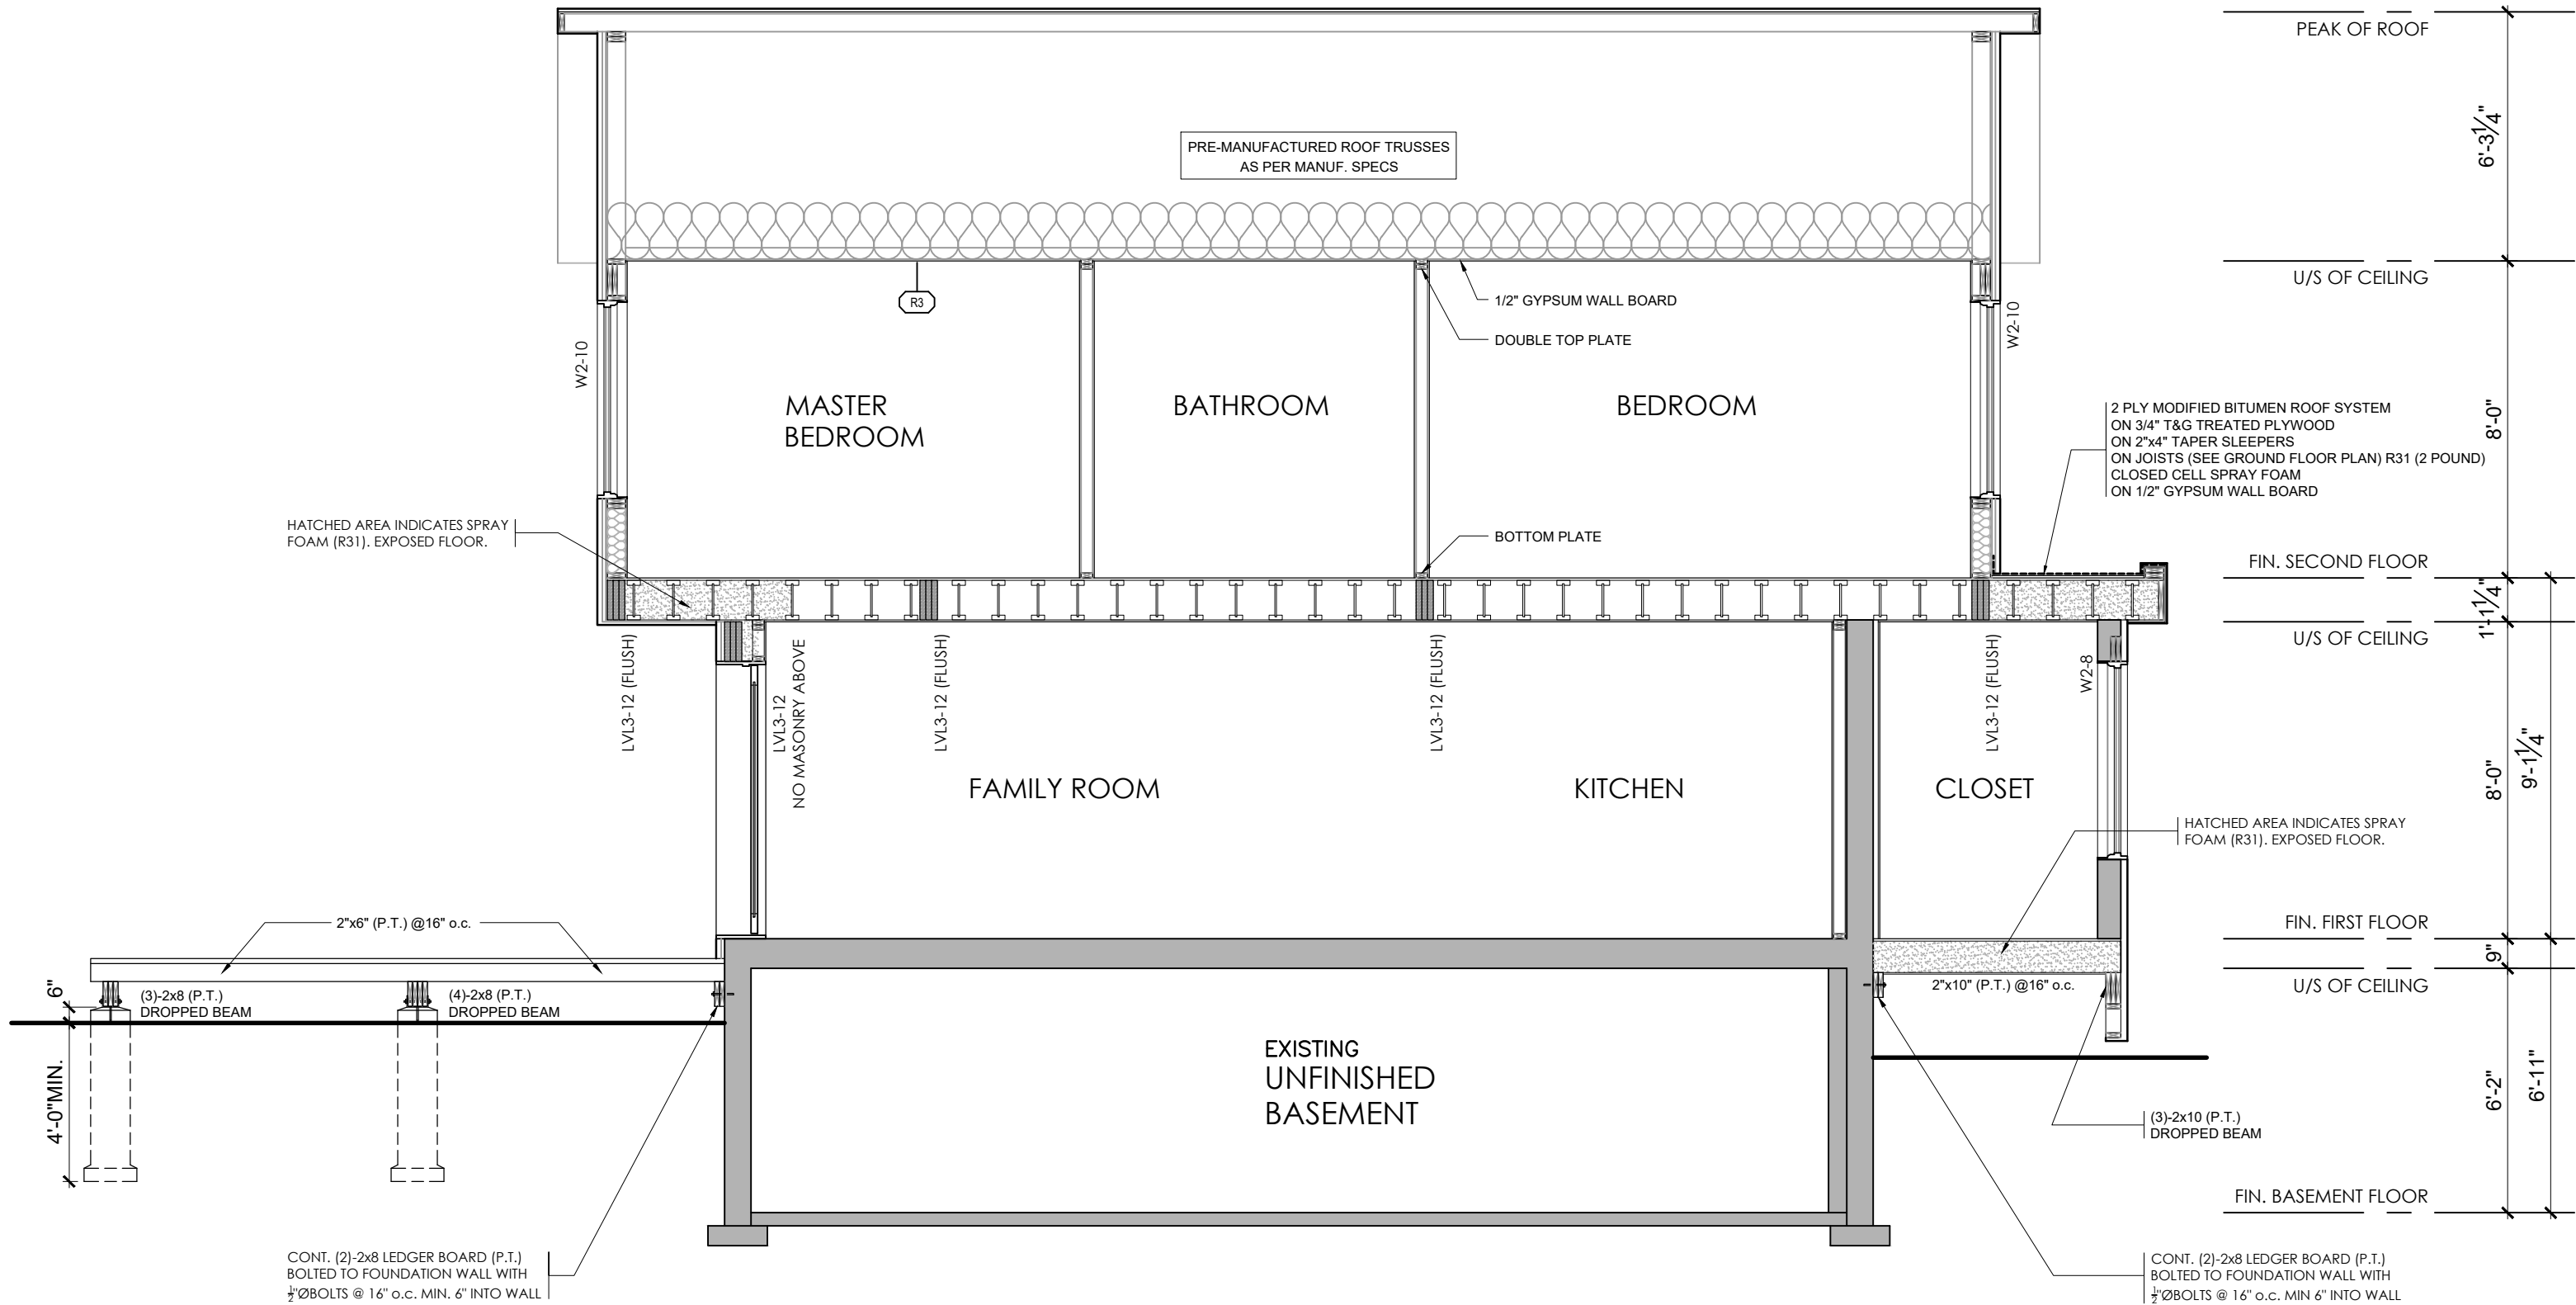 PEAK OF ROOF
6'-3 1/4"
PRE-MANUFACTURED ROOF TRUSSES
AS PER MANUF. SPECS
U/S OF CEILING
R3
1/2" GYPSUM WALL BOARD
DOUBLE TOP PLATE
W2-10
W2-10
MASTER
BEDROOM
BATHROOM
BEDROOM
8'-0"
2 PLY MODIFIED BITUMEN ROOF SYSTEM
ON 3/4" T&G TREATED PLYWOOD
ON 2"x4" TAPER SLEEPERS
ON JOISTS (SEE GROUND FLOOR PLAN) R31 (2 POUND)
CLOSED CELL SPRAY FOAM
ON 1/2" GYPSUM WALL BOARD
HATCHED AREA INDICATES SPRAY
FOAM (R31). EXPOSED FLOOR.
BOTTOM PLATE
FIN. SECOND FLOOR
1'-1 1/4"
U/S OF CEILING
LVL3-12 (FLUSH)
LVL3-12
NO MASONRY ABOVE
LVL3-12 (FLUSH)
LVL3-12 (FLUSH)
LVL3-12 (FLUSH)
W2-8
FAMILY ROOM
KITCHEN
CLOSET
8'-0"
9'-1 1/4"
HATCHED AREA INDICATES SPRAY
FOAM (R31). EXPOSED FLOOR.
2"x6" (P.T.) @16" o.c.
FIN. FIRST FLOOR
9"
U/S OF CEILING
6"
(3)-2x8 (P.T.)
DROPPED BEAM
(4)-2x8 (P.T.)
DROPPED BEAM
2"x10" (P.T.) @16" o.c.
4'-0"MIN.
EXISTING
UNFINISHED
BASEMENT
6'-2"
6'-11"
(3)-2x10 (P.T.)
DROPPED BEAM
FIN. BASEMENT FLOOR
CONT. (2)-2x8 LEDGER BOARD (P.T.)
BOLTED TO FOUNDATION WALL WITH
1/2"ØBOLTS @ 16" o.c. MIN. 6" INTO WALL
CONT. (2)-2x8 LEDGER BOARD (P.T.)
BOLTED TO FOUNDATION WALL WITH
1/2"ØBOLTS @ 16" o.c. MIN 6" INTO WALL